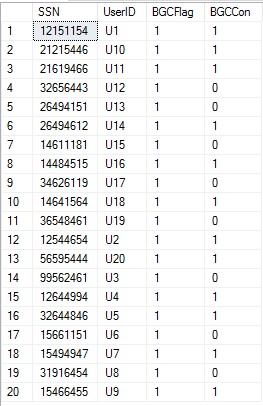 SSN UserID BGCFlag BGCCon
1 12151154 U1 1 1
2 21215446 U10 1 1
3 21619466 U11 1 1
4 32656443 U12 1 0
5 26494151 U13 1 0
6 26494612 U14 1 1
7 14611181 U15 1 0
8 14484515 U16 1 1
9 34626119 U17 1 0
10 14641564 U18 1 1
11 36548461 U19 1 0
12 12544654 U2 1 1
13 56595444 U20 1 1
14 99562461 U3 1 0
15 12644994 U4 1 1
16 32644846 U5 1 1
17 15661151 U6 1 0
18 15494947 U7 1 1
19 31916454 U8 1 0
20 15466455 U9 1 1